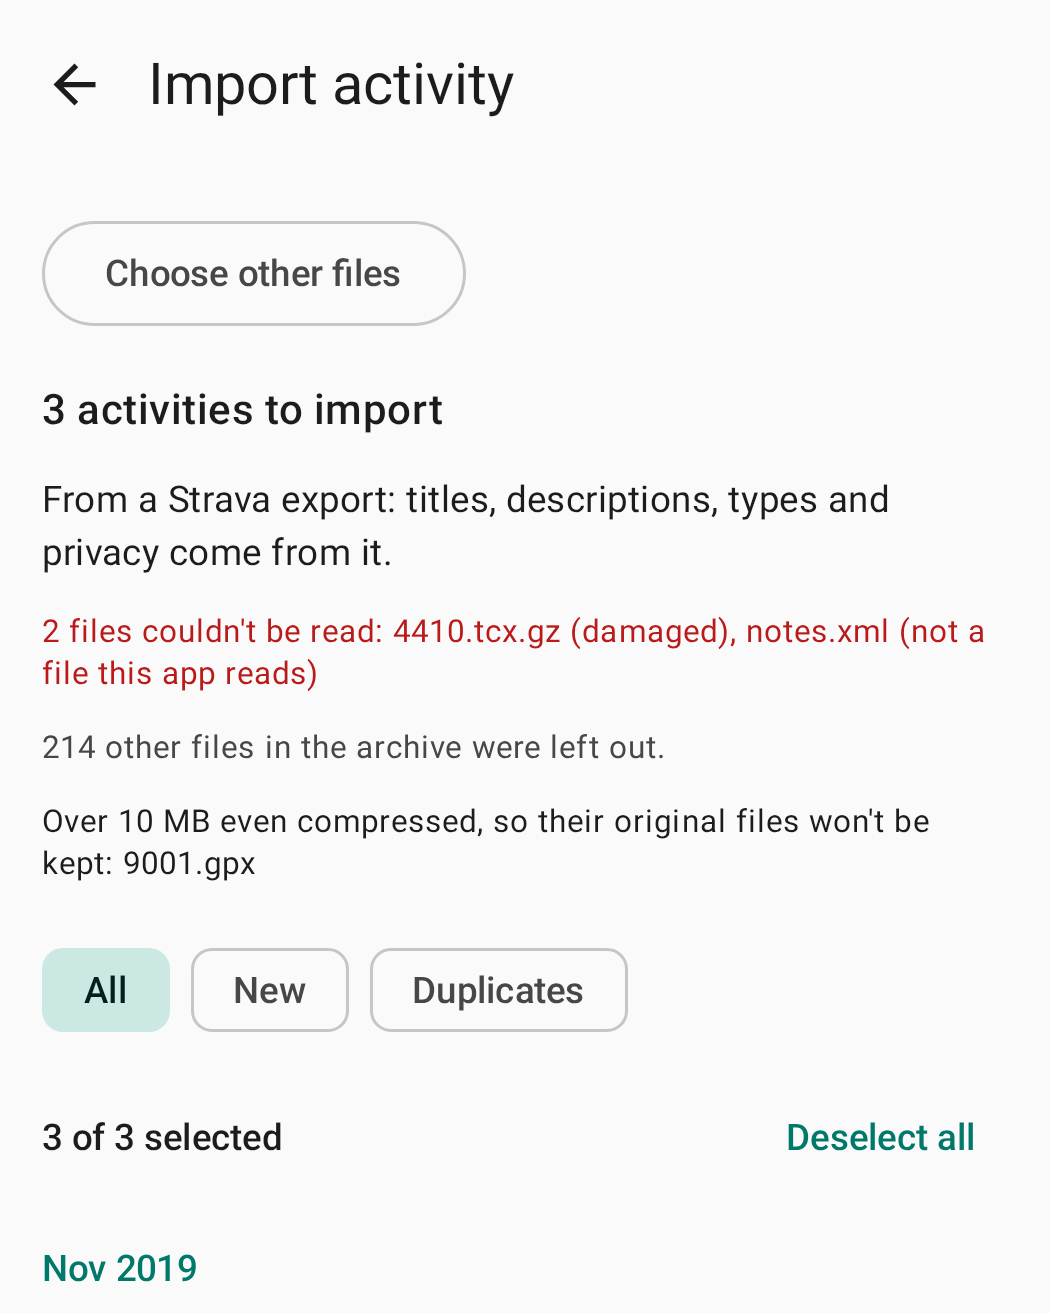 Import activity
Choose other files
3 activities to import
From a Strava export: titles, descriptions, types and
privacy come from it.
2 files couldn't be read: 4410.tcx.gz (damaged), notes.xml (not a
file this app reads)
214 other files in the archive were left out.
Over 10 MB even compressed, so their original files won't be
kept: 9001.gpx
All
New
Duplicates
3 of 3 selected
Deselect all
Nov 2019